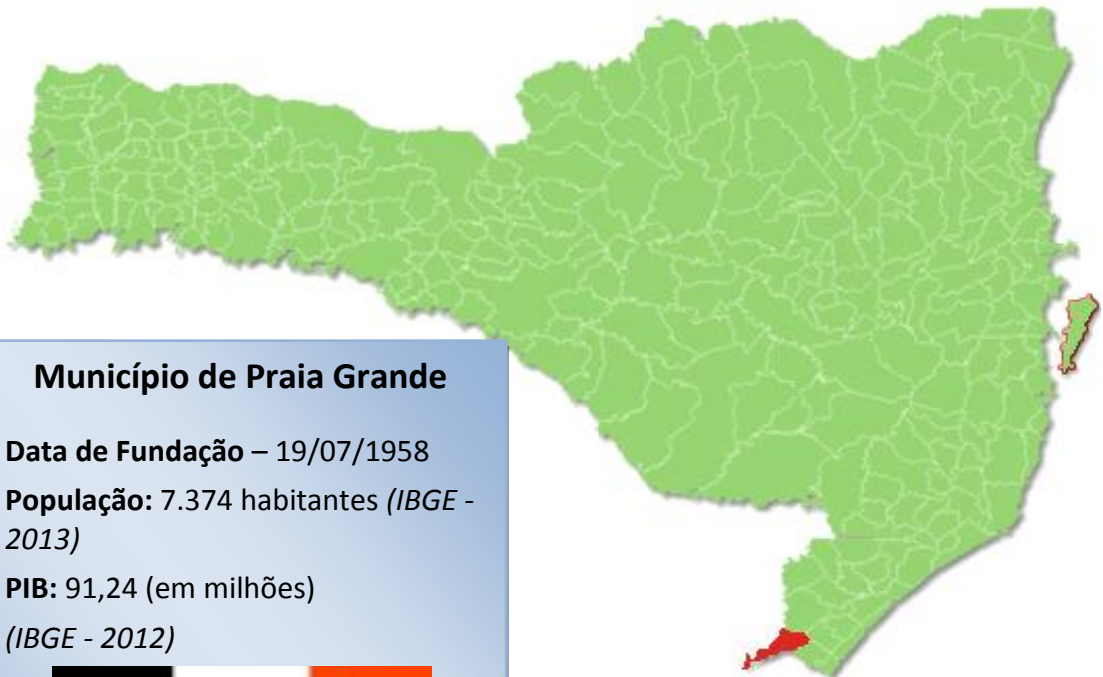 Município de Praia Grande
Data de Fundação – 19/07/1958
População: 7.374 habitantes (IBGE -
2013)
PIB: 91,24 (em milhões)
(IBGE - 2012)